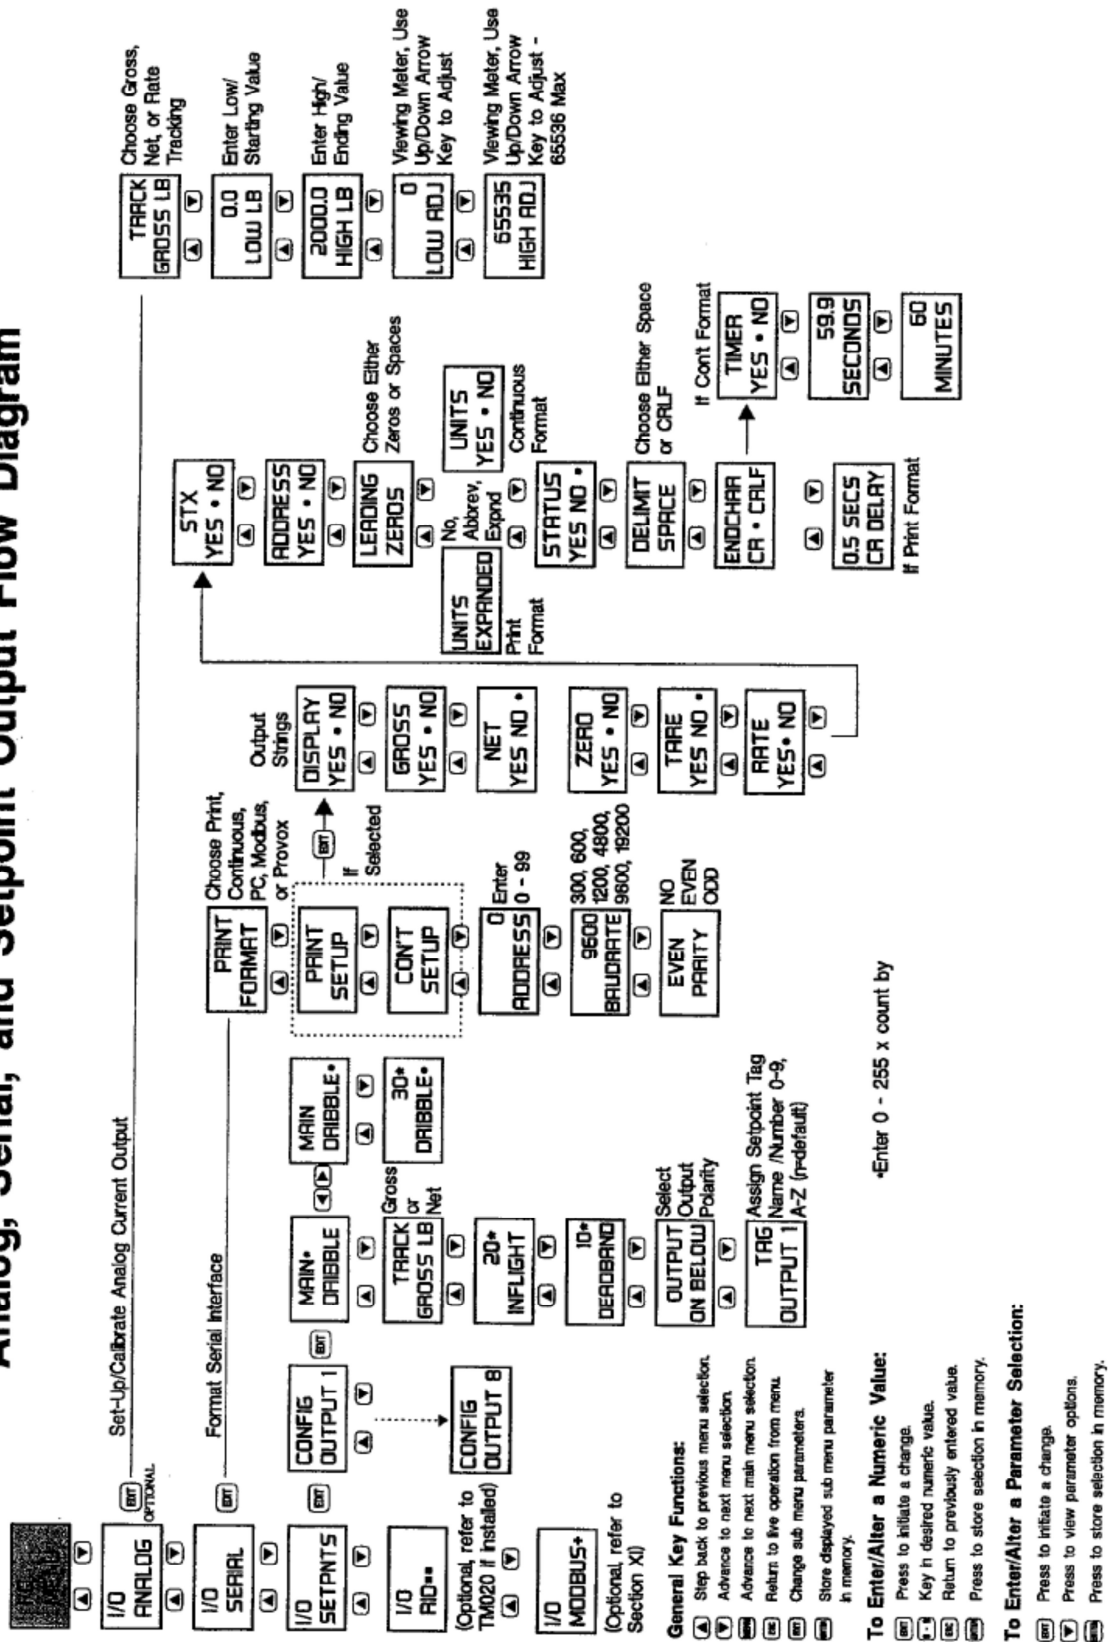 Analog, Serial, and Setpoint Output Flow Diagram
I/O
ANALOG
EDIT
OPTIONAL
Set-Up/Calibrate Analog Current Output
TRACK
GROSS LB
Choose Gross,
Net, or Rate
Tracking
0.0
LOW LB
Enter Low/
Starting Value
2000.0
HIGH LB
Enter High/
Ending Value
0
LOW ADJ
Viewing Meter, Use
Up/Down Arrow
Key to Adjust
65535
HIGH ADJ
Viewing Meter, Use
Up/Down Arrow
Key to Adjust -
65536 Max
I/O
SERIAL
EDIT
Format Serial Interface
PRINT
FORMAT
Choose Print,
Continuous,
PC, Modbus,
or Provox
PRINT
SETUP
CON'T
SETUP
EDIT
If
Selected
0
ADDRESS
Enter
0 - 99
9600
BAUDRATE
300, 600,
1200, 4800,
9600, 19200
EVEN
PARITY
NO
EVEN
ODD
Output
Strings
DISPLAY
YES • NO
GROSS
YES • NO
NET
YES NO •
ZERO
YES • NO
TARE
YES NO •
RATE
YES• NO
STX
YES • NO
ADDRESS
YES • NO
LEADING
ZEROS
Choose Either
Zeros or Spaces
UNITS
EXPANDED
Print
Format
No,
Abbrev,
Expnd
UNITS
YES • NO
Continuous
Format
STATUS
YES NO •
DELIMIT
SPACE
Choose Either Space
or CRLF
ENDCHAR
CR • CRLF
0.5 SECS
CR DELAY
If Print Format
If Con't Format
TIMER
YES • NO
59.9
SECONDS
60
MINUTES
I/O
SETPNTS
EDIT
CONFIG
OUTPUT 1
EDIT
CONFIG
OUTPUT 8
MAIN•
DRIBBLE
MAIN
DRIBBLE•
TRACK
GROSS LB
Gross
or
Net
30*
DRIBBLE•
20*
INFLIGHT
10*
DEADBAND
OUTPUT
ON BELOW
Select
Output
Polarity
TAG
OUTPUT 1
Assign Setpoint Tag
Name /Number 0-9,
A-Z (n=default)
I/O
RIO••
(Optional, refer to
TM020 if installed)
I/O
MODBUS+
(Optional, refer to
Section XI)
•Enter 0 - 255 x count by
General Key Functions:
Step back to previous menu selection.
Advance to next menu selection.
Advance to next main menu selection.
ESC Return to live operation from menu.
EDIT Change sub menu parameters.
ENTER Store displayed sub menu parameter
in memory.
To Enter/Alter a Numeric Value:
EDIT Press to initiate a change.
Key in desired numeric value.
ESC Return to previously entered value.
ENTER Press to store selection in memory.
To Enter/Alter a Parameter Selection:
EDIT Press to initiate a change.
Press to view parameter options.
ENTER Press to store selection in memory.